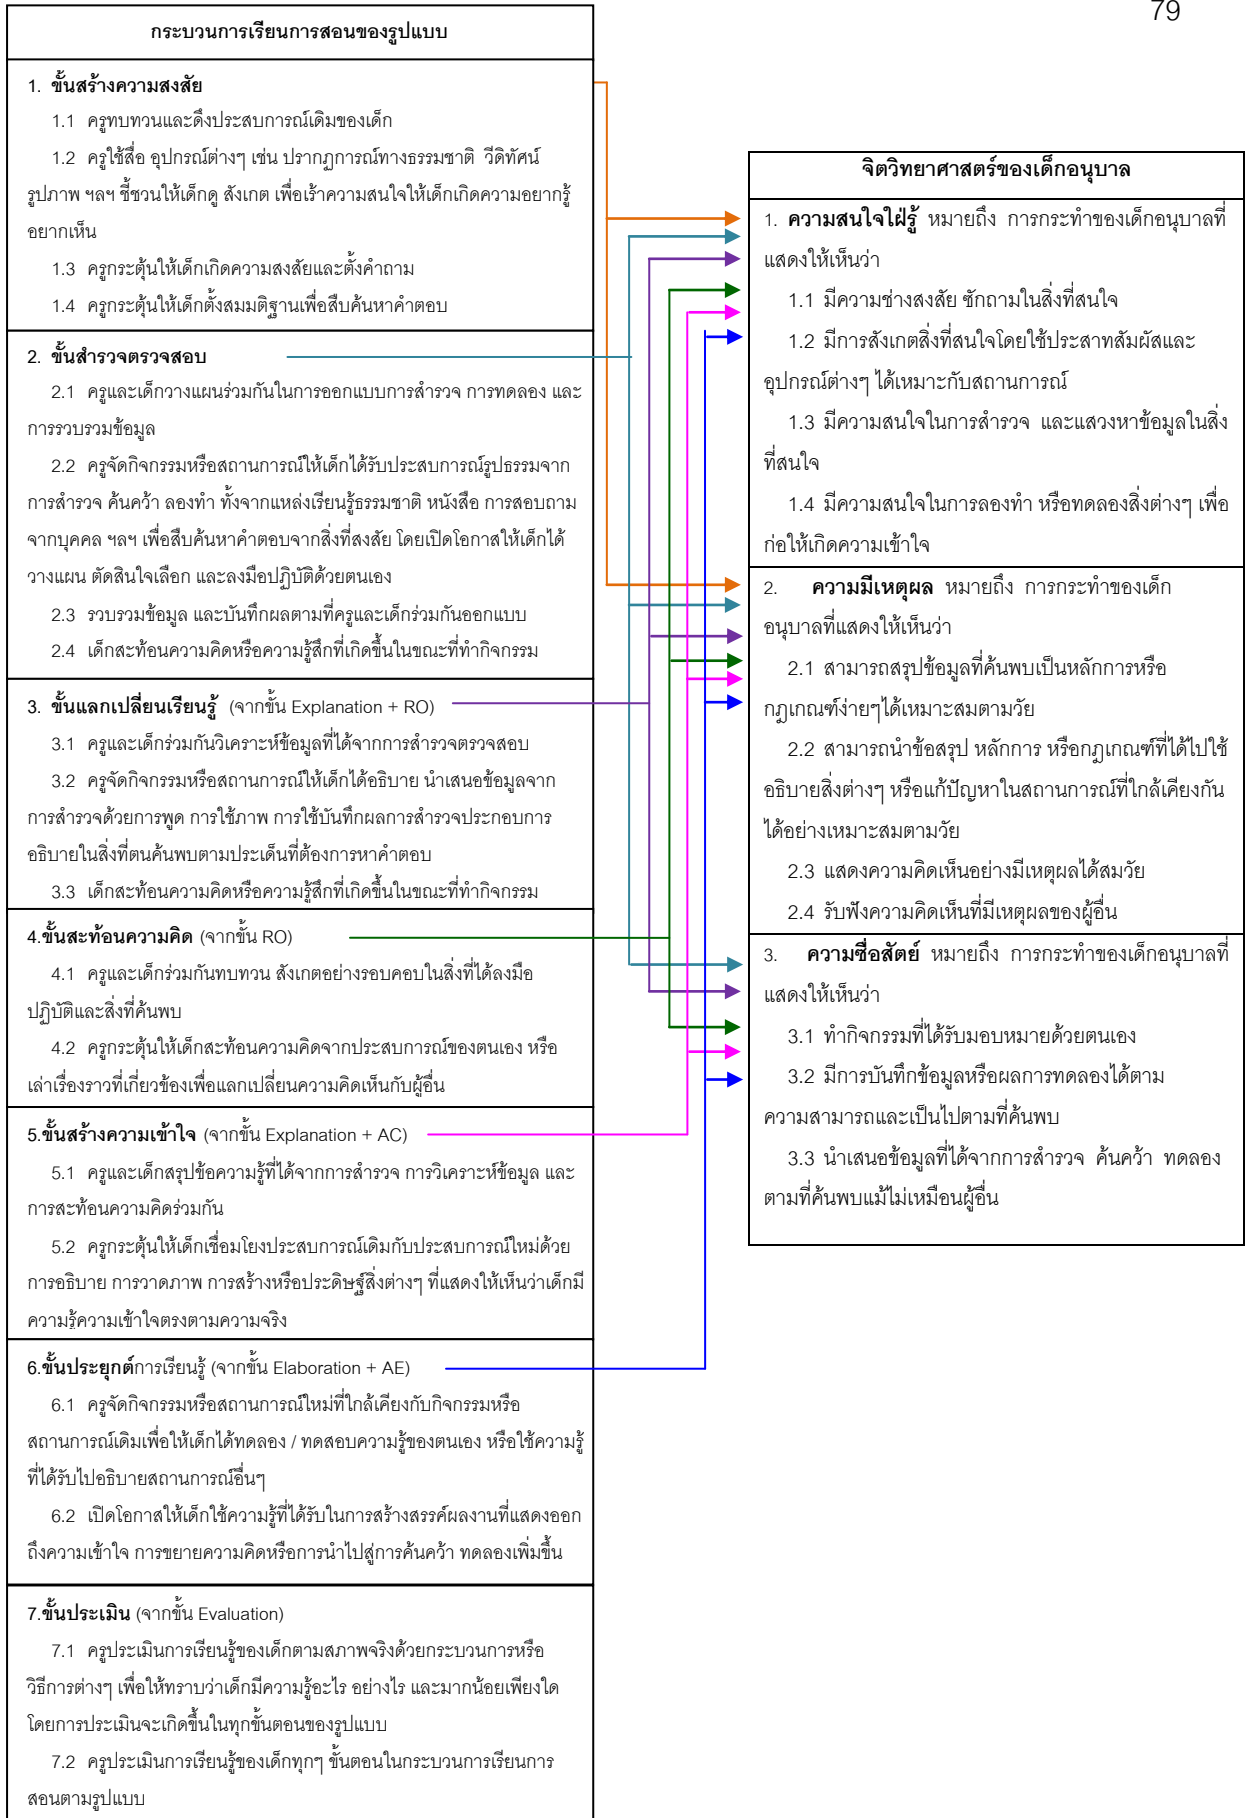 79
กระบวนการเรียนการสอนของรูปแบบ
1. ขั้นสร้างความสงสัย
1.1 ครูทบทวนและดึงประสบการณ์เดิมของเด็ก
1.2 ครูใช้สื่อ อุปกรณ์ต่างๆ เช่น ปรากฏการณ์ทางธรรมชาติ วีดิทัศน์
รูปภาพ ฯลฯ ชี้ชวนให้เด็กดู สังเกต เพื่อเร้าความสนใจให้เด็กเกิดความอยากรู้
อยากเห็น
1.3 ครูกระตุ้นให้เด็กเกิดความสงสัยและตั้งคำถาม
1.4 ครูกระตุ้นให้เด็กตั้งสมมติฐานเพื่อสืบค้นหาคำตอบ
2. ขั้นสำรวจตรวจสอบ
2.1 ครูและเด็กวางแผนร่วมกันในการออกแบบการสำรวจ การทดลอง และ
การรวบรวมข้อมูล
2.2 ครูจัดกิจกรรมหรือสถานการณ์ให้เด็กได้รับประสบการณ์รูปธรรมจาก
การสำรวจ ค้นคว้า ลองทำ ทั้งจากแหล่งเรียนรู้ธรรมชาติ หนังสือ การสอบถาม
จากบุคคล ฯลฯ เพื่อสืบค้นหาคำตอบจากสิ่งที่สงสัย โดยเปิดโอกาสให้เด็กได้
วางแผน ตัดสินใจเลือก และลงมือปฏิบัติด้วยตนเอง
2.3 รวบรวมข้อมูล และบันทึกผลตามที่ครูและเด็กร่วมกันออกแบบ
2.4 เด็กสะท้อนความคิดหรือความรู้สึกที่เกิดขึ้นในขณะที่ทำกิจกรรม
3. ขั้นแลกเปลี่ยนเรียนรู้ (จากขั้น Explanation + RO)
3.1 ครูและเด็กร่วมกันวิเคราะห์ข้อมูลที่ได้จากการสำรวจตรวจสอบ
3.2 ครูจัดกิจกรรมหรือสถานการณ์ให้เด็กได้อธิบาย นำเสนอข้อมูลจาก
การสำรวจด้วยการพูด การใช้ภาพ การใช้บันทึกผลการสำรวจประกอบการ
อธิบายในสิ่งที่ตนค้นพบตามประเด็นที่ต้องการหาคำตอบ
3.3 เด็กสะท้อนความคิดหรือความรู้สึกที่เกิดขึ้นในขณะที่ทำกิจกรรม
4.ขั้นสะท้อนความคิด (จากขั้น RO)
4.1 ครูและเด็กร่วมกันทบทวน สังเกตอย่างรอบคอบในสิ่งที่ได้ลงมือ
ปฏิบัติและสิ่งที่ค้นพบ
4.2 ครูกระตุ้นให้เด็กสะท้อนความคิดจากประสบการณ์ของตนเอง หรือ
เล่าเรื่องราวที่เกี่ยวข้องเพื่อแลกเปลี่ยนความคิดเห็นกับผู้อื่น
5.ขั้นสร้างความเข้าใจ (จากขั้น Explanation + AC)
5.1 ครูและเด็กสรุปข้อความรู้ที่ได้จากการสำรวจ การวิเคราะห์ข้อมูล และ
การสะท้อนความคิดร่วมกัน
5.2 ครูกระตุ้นให้เด็กเชื่อมโยงประสบการณ์เดิมกับประสบการณ์ใหม่ด้วย
การอธิบาย การวาดภาพ การสร้างหรือประดิษฐ์สิ่งต่างๆ ที่แสดงให้เห็นว่าเด็กมี
ความรู้ความเข้าใจตรงตามความจริง
6.ขั้นประยุกต์การเรียนรู้ (จากขั้น Elaboration + AE)
6.1 ครูจัดกิจกรรมหรือสถานการณ์ใหม่ที่ใกล้เคียงกับกิจกรรมหรือ
สถานการณ์เดิมเพื่อให้เด็กได้ทดลอง / ทดสอบความรู้ของตนเอง หรือใช้ความรู้
ที่ได้รับไปอธิบายสถานการณ์อื่นๆ
6.2 เปิดโอกาสให้เด็กใช้ความรู้ที่ได้รับในการสร้างสรรค์ผลงานที่แสดงออก
ถึงความเข้าใจ การขยายความคิดหรือการนำไปสู่การค้นคว้า ทดลองเพิ่มขึ้น
7.ขั้นประเมิน (จากขั้น Evaluation)
7.1 ครูประเมินการเรียนรู้ของเด็กตามสภาพจริงด้วยกระบวนการหรือ
วิธีการต่างๆ เพื่อให้ทราบว่าเด็กมีความรู้อะไร อย่างไร และมากน้อยเพียงใด
โดยการประเมินจะเกิดขึ้นในทุกขั้นตอนของรูปแบบ
7.2 ครูประเมินการเรียนรู้ของเด็กทุกๆ ขั้นตอนในกระบวนการเรียนการ
สอนตามรูปแบบ
จิตวิทยาศาสตร์ของเด็กอนุบาล
1. ความสนใจใฝ่รู้ หมายถึง การกระทำของเด็กอนุบาลที่
แสดงให้เห็นว่า
1.1 มีความช่างสงสัย ซักถามในสิ่งที่สนใจ
1.2 มีการสังเกตสิ่งที่สนใจโดยใช้ประสาทสัมผัสและ
อุปกรณ์ต่างๆ ได้เหมาะกับสถานการณ์
1.3 มีความสนใจในการสำรวจ และแสวงหาข้อมูลในสิ่ง
ที่สนใจ
1.4 มีความสนใจในการลองทำ หรือทดลองสิ่งต่างๆ เพื่อ
ก่อให้เกิดความเข้าใจ
2. ความมีเหตุผล หมายถึง การกระทำของเด็ก
อนุบาลที่แสดงให้เห็นว่า
2.1 สามารถสรุปข้อมูลที่ค้นพบเป็นหลักการหรือ
กฎเกณฑ์ง่ายๆได้เหมาะสมตามวัย
2.2 สามารถนำข้อสรุป หลักการ หรือกฎเกณฑ์ที่ได้ไปใช้
อธิบายสิ่งต่างๆ หรือแก้ปัญหาในสถานการณ์ที่ใกล้เคียงกัน
ได้อย่างเหมาะสมตามวัย
2.3 แสดงความคิดเห็นอย่างมีเหตุผลได้สมวัย
2.4 รับฟังความคิดเห็นที่มีเหตุผลของผู้อื่น
3. ความซื่อสัตย์ หมายถึง การกระทำของเด็กอนุบาลที่
แสดงให้เห็นว่า
3.1 ทำกิจกรรมที่ได้รับมอบหมายด้วยตนเอง
3.2 มีการบันทึกข้อมูลหรือผลการทดลองได้ตาม
ความสามารถและเป็นไปตามที่ค้นพบ
3.3 นำเสนอข้อมูลที่ได้จากการสำรวจ ค้นคว้า ทดลอง
ตามที่ค้นพบแม้ไม่เหมือนผู้อื่น